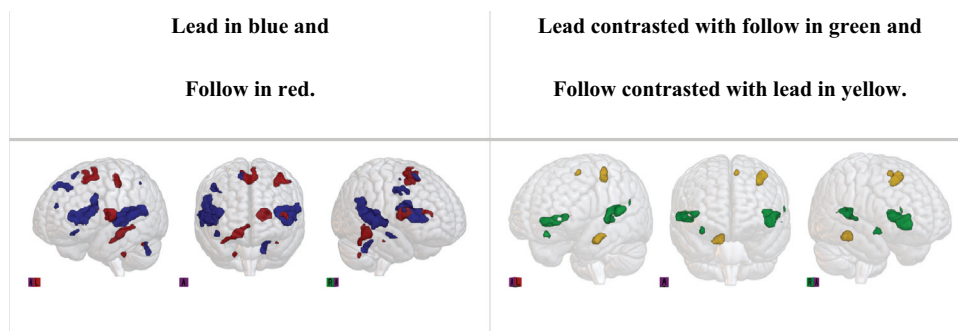 Lead in blue and
Follow in red.
Lead contrasted with follow in green and
Follow contrasted with lead in yellow.
L
A
R
L
A
R